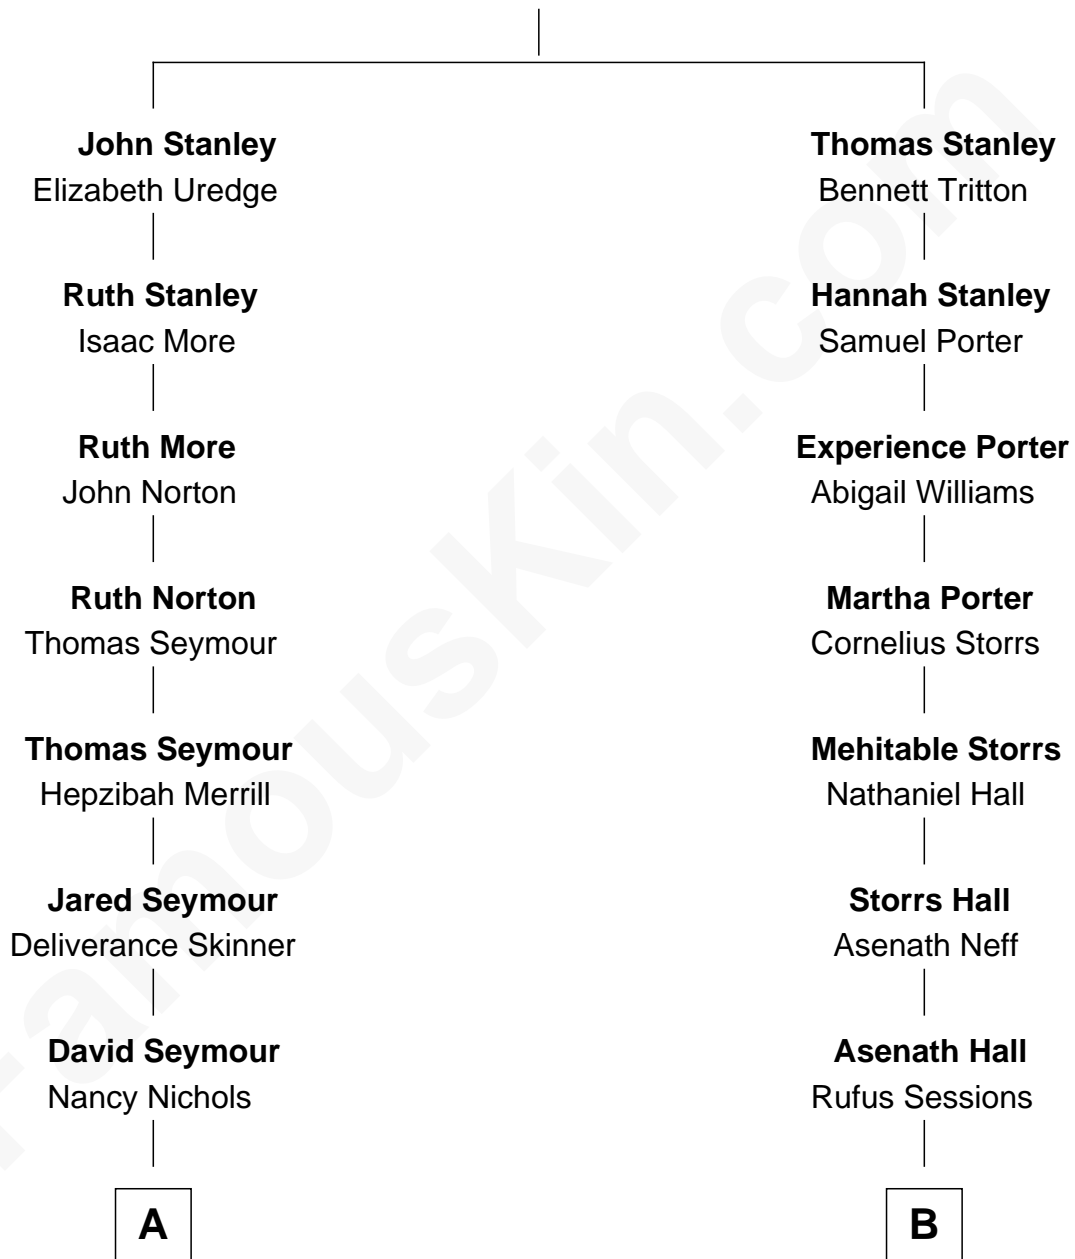 John Stanley
Elizabeth Uredge
Ruth Stanley
Isaac More
Ruth More
John Norton
Ruth Norton
Thomas Seymour
Thomas Seymour
Hepzibah Merrill
Jared Seymour
Deliverance Skinner
David Seymour
Nancy Nichols
A
Thomas Stanley
Bennett Tritton
Hannah Stanley
Samuel Porter
Experience Porter
Abigail Williams
Martha Porter
Cornelius Storrs
Mehitable Storrs
Nathaniel Hall
Storrs Hall
Asenath Neff
Asenath Hall
Rufus Sessions
B
FamousKin.com